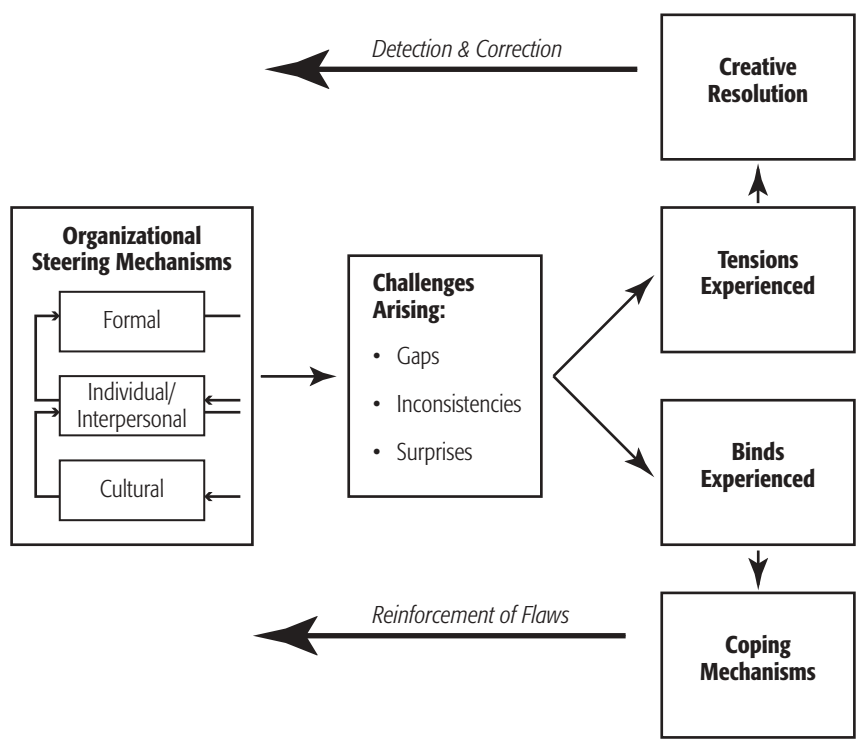 Detection & Correction
Creative
Resolution
Organizational
Steering Mechanisms
Formal
Individual/
Interpersonal
Cultural
Challenges
Arising:
• Gaps
• Inconsistencies
• Surprises
Tensions
Experienced
Binds
Experienced
Reinforcement of Flaws
Coping
Mechanisms